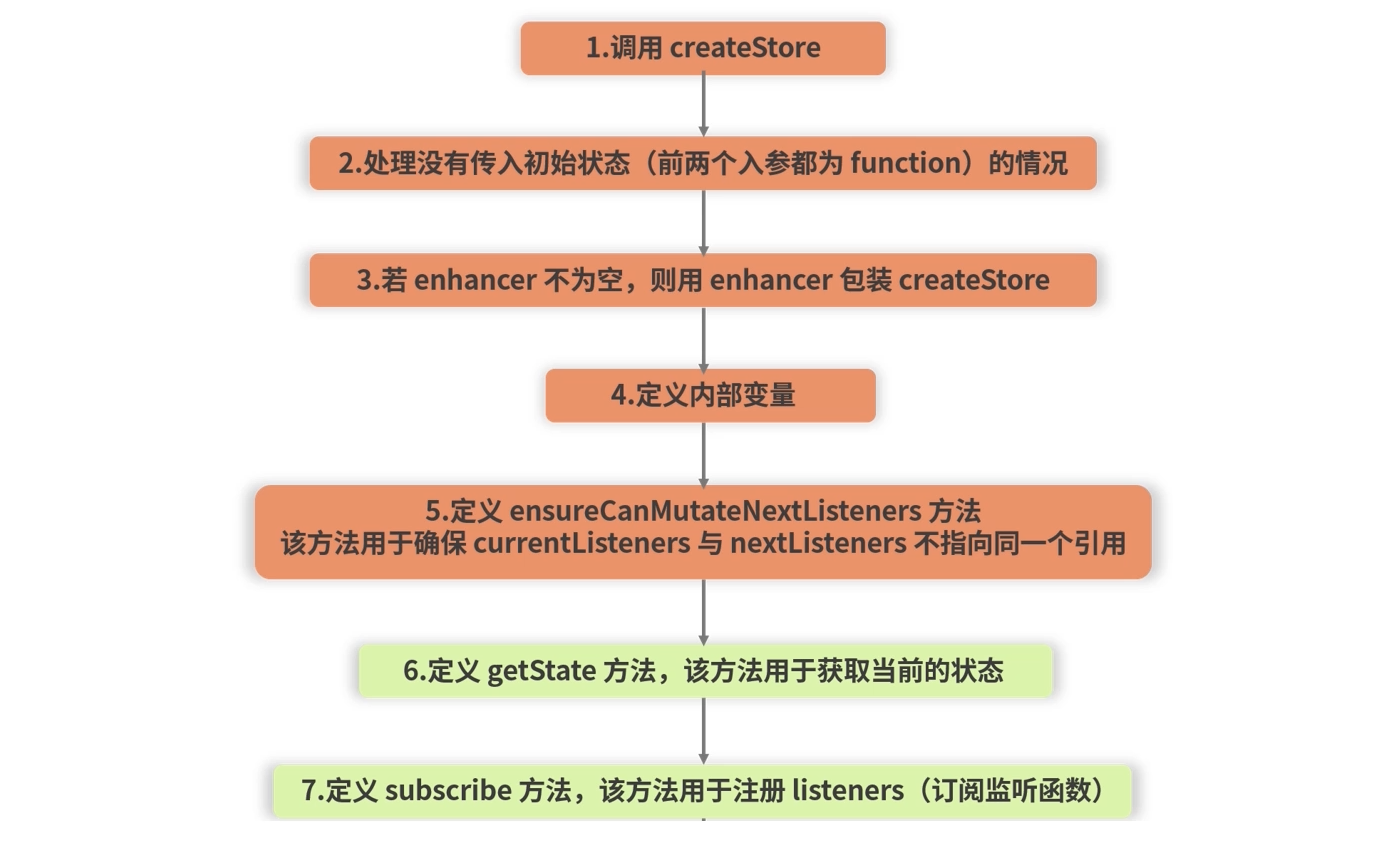 1.调用 createStore
2.处理没有传入初始状态（前两个入参都为 function）的情况
3.若 enhancer 不为空，则用 enhancer 包装 createStore
4.定义内部变量
5.定义 ensureCanMutateNextListeners 方法
该方法用于确保 currentListeners 与 nextListeners 不指向同一个引用
6.定义 getState 方法，该方法用于获取当前的状态
7.定义 subscribe 方法，该方法用于注册 listeners（订阅监听函数）